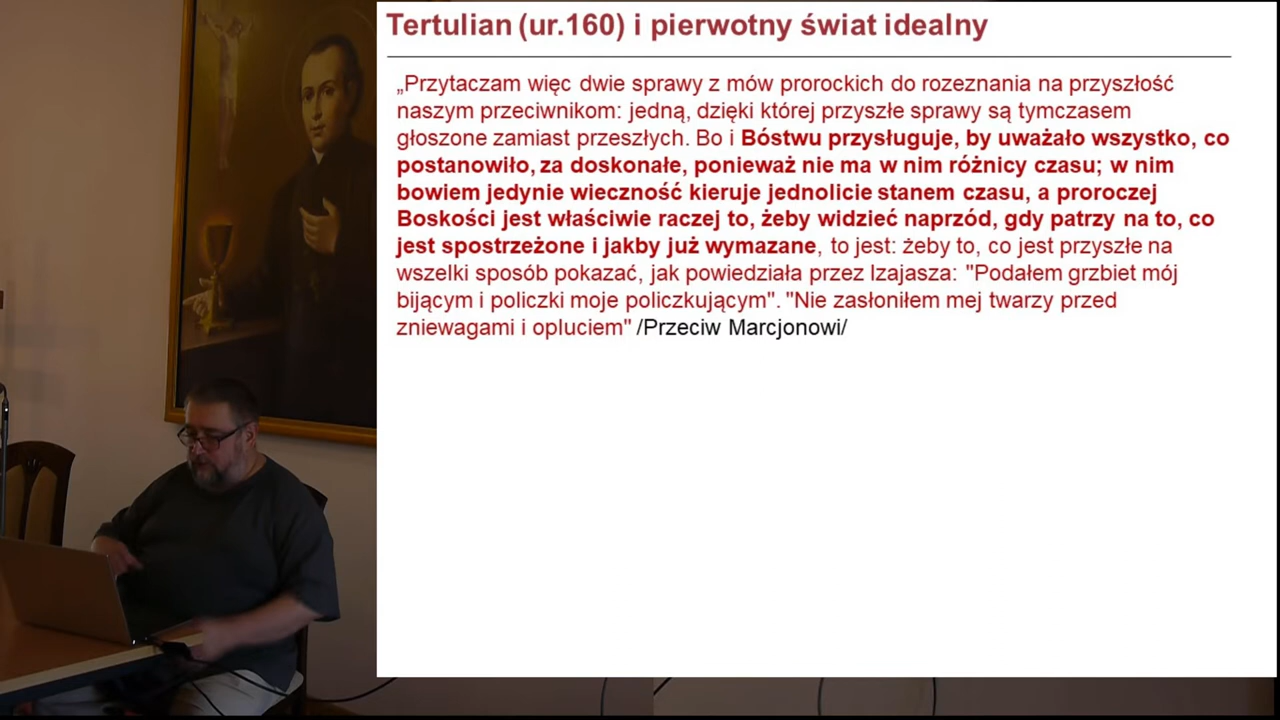 Tertulian (ur.160) i pierwotny świat idealny
„Przytaczam więc dwie sprawy z mów prorockich do rozeznania na przyszłość
naszym przeciwnikom: jedną, dzięki której przyszłe sprawy są tymczasem
głoszone zamiast przeszłych. Bo i Bóstwu przysługuje, by uważało wszystko, co
postanowiło, za doskonałe, ponieważ nie ma w nim różnicy czasu; w nim
bowiem jedynie wieczność kieruje jednolicie stanem czasu, a proroczej
Boskości jest właściwie raczej to, żeby widzieć naprzód, gdy patrzy na to, co
jest spostrzeżone i jakby już wymazane, to jest: żeby to, co jest przyszłe na
wszelki sposób pokazać, jak powiedziała przez Izajasza: "Podałem grzbiet mój
bijącym i policzki moje policzkującym". "Nie zasłoniłem mej twarzy przed
zniewagami i opluciem" /Przeciw Marcjonowi/